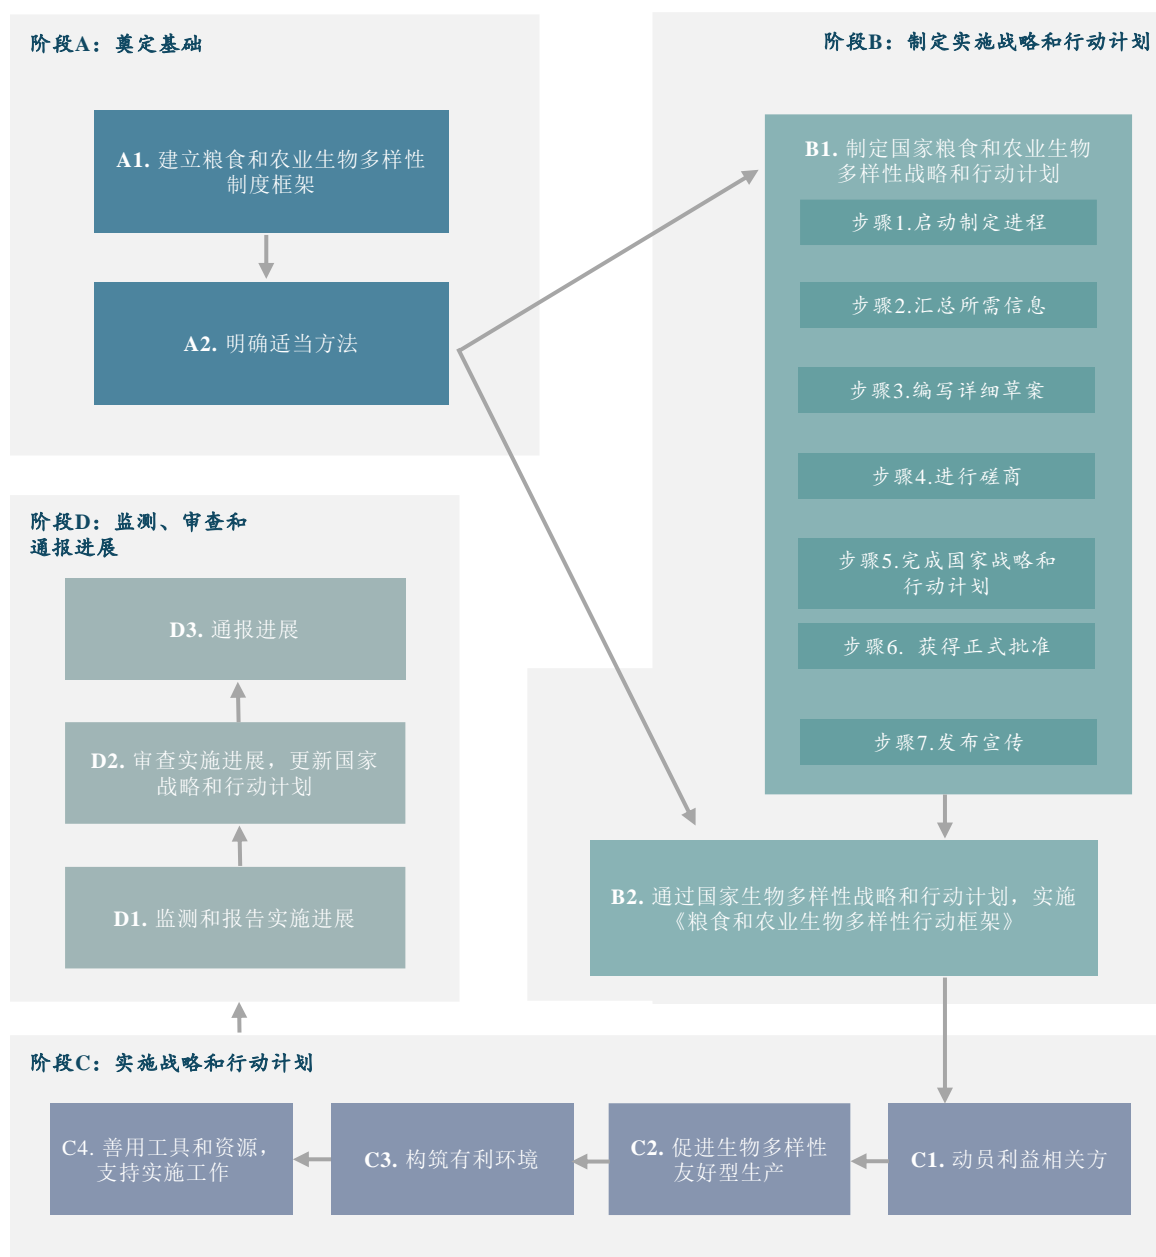 阶段A：奠定基础
A1. 建立粮食和农业生物多样性
制度框架
A2. 明确适当方法
阶段B：制定实施战略和行动计划
B1. 制定国家粮食和农业生物
多样性战略和行动计划
步骤1.启动制定进程
步骤2.汇总所需信息
步骤3.编写详细草案
步骤4.进行磋商
步骤5.完成国家战略和
行动计划
步骤6. 获得正式批准
步骤7.发布宣传
B2. 通过国家生物多样性战略和行动计划，实施
《粮食和农业生物多样性行动框架》
阶段C：实施战略和行动计划
C1. 动员利益相关方
C2. 促进生物多样性
友好型生产
C3. 构筑有利环境
C4. 善用工具和资源，
支持实施工作
阶段D：监测、审查和
通报进展
D1. 监测和报告实施进展
D2. 审查实施进展，更新国家
战略和行动计划
D3. 通报进展